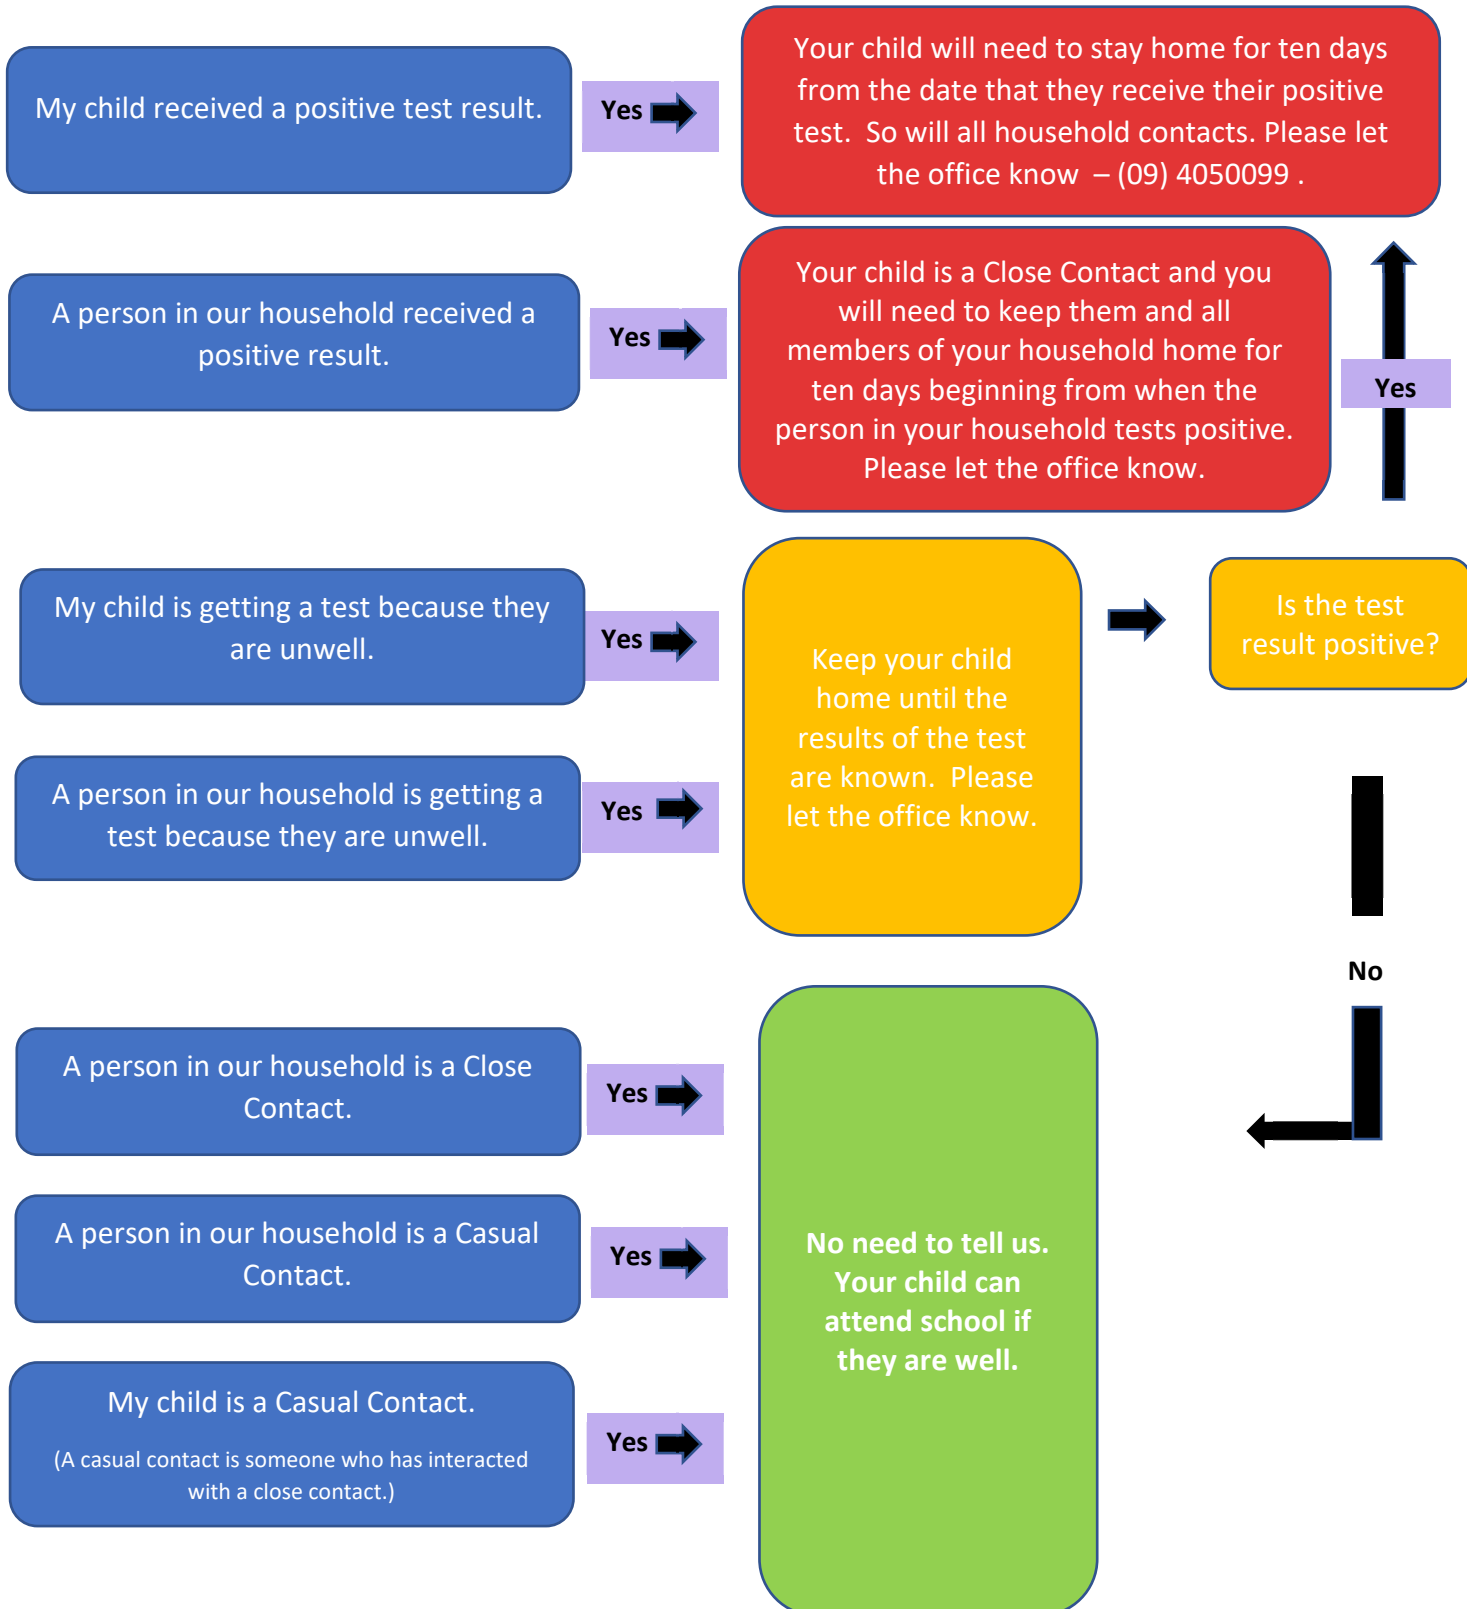 My child received a positive test result.
Yes
Your child will need to stay home for ten days
from the date that they receive their positive
test.  So will all household contacts. Please let
the office know  – (09) 4050099 .
A person in our household received a
positive result.
Yes
Your child is a Close Contact and you
will need to keep them and all
members of your household home for
ten days beginning from when the
person in your household tests positive.
Please let the office know.
Yes
My child is getting a test because they
are unwell.
Yes
A person in our household is getting a
test because they are unwell.
Yes
Keep your child
home until the
results of the test
are known.  Please
let the office know.
Is the test
result positive?
No
A person in our household is a Close
Contact.
Yes
A person in our household is a Casual
Contact.
Yes
My child is a Casual Contact.
(A casual contact is someone who has interacted
with a close contact.)
Yes
No need to tell us.
Your child can
attend school if
they are well.